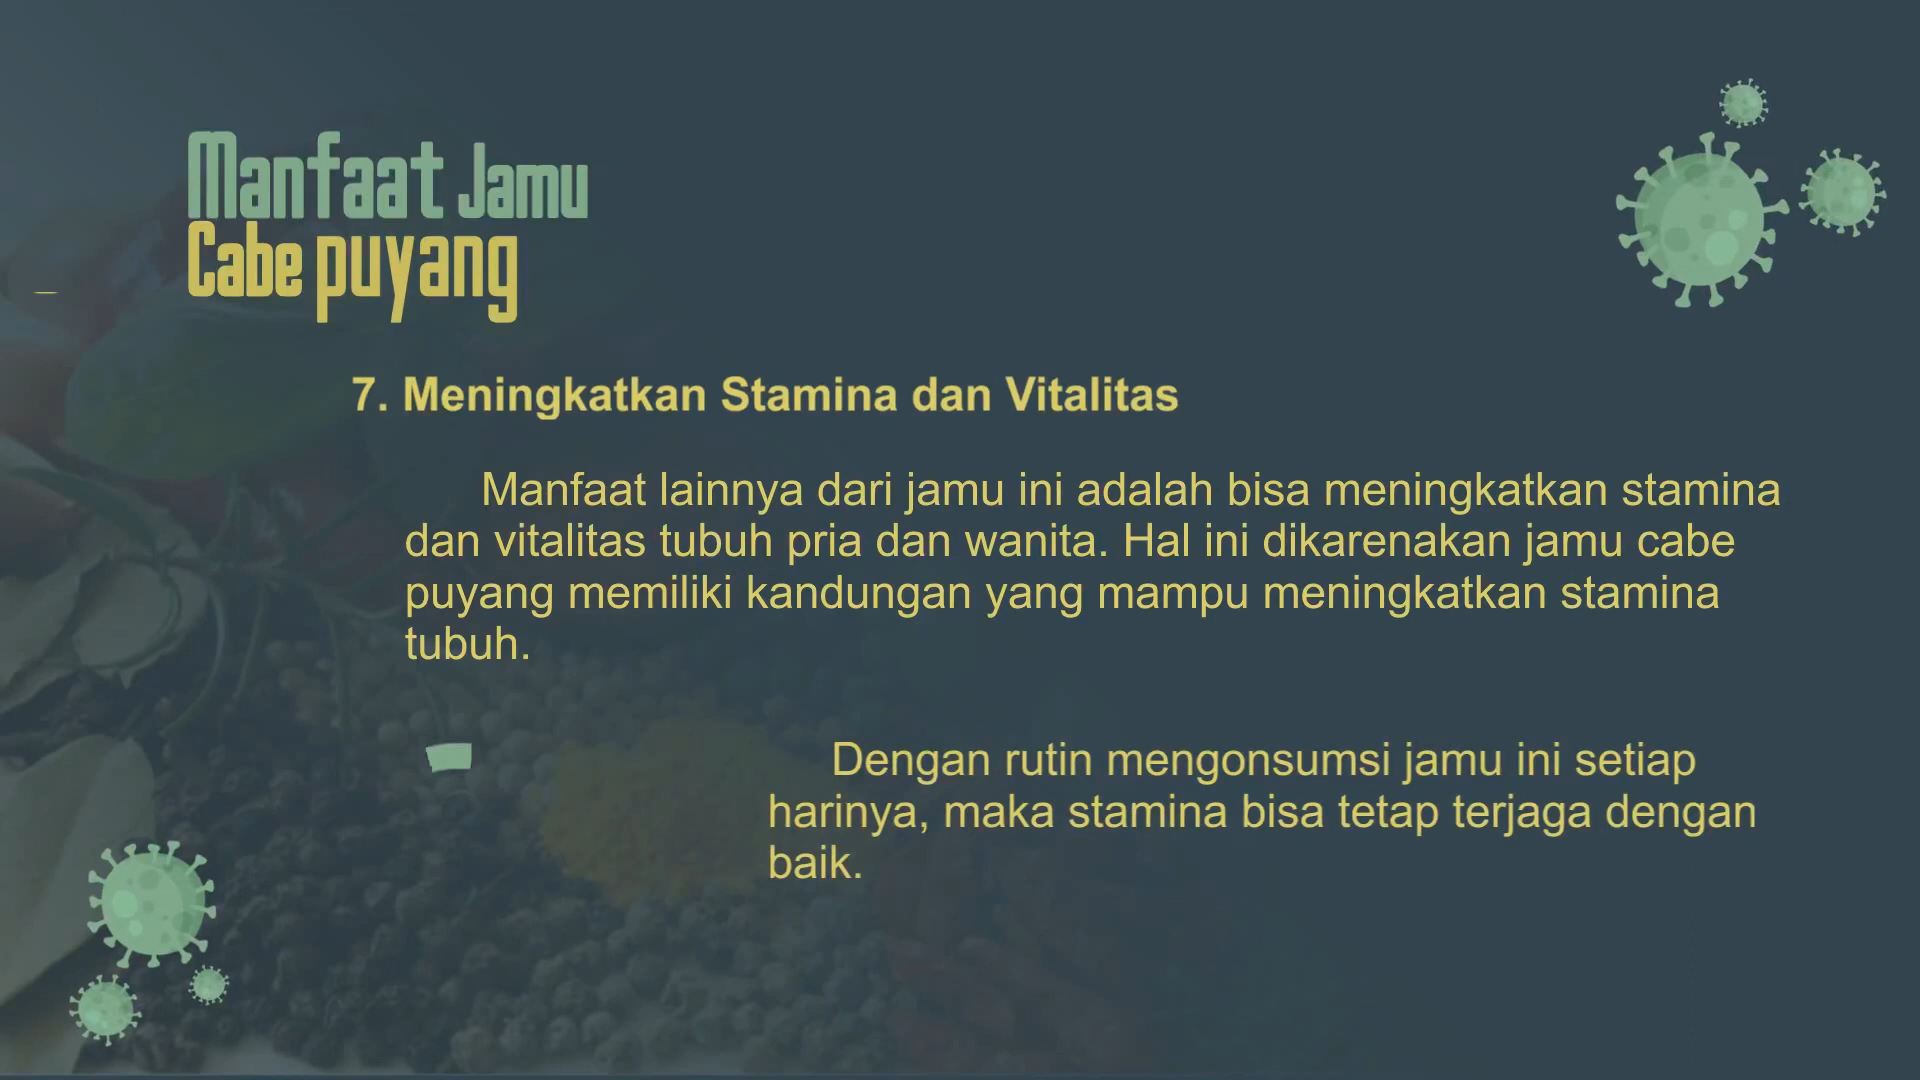 Manfaat Jamu
Cabe puyang
7. Meningkatkan Stamina dan Vitalitas
Manfaat lainnya dari jamu ini adalah bisa meningkatkan stamina
dan vitalitas tubuh pria dan wanita. Hal ini dikarenakan jamu cabe
puyang memiliki kandungan yang mampu meningkatkan stamina
tubuh.
Dengan rutin mengonsumsi jamu ini setiap
harinya, maka stamina bisa tetap terjaga dengan
baik.